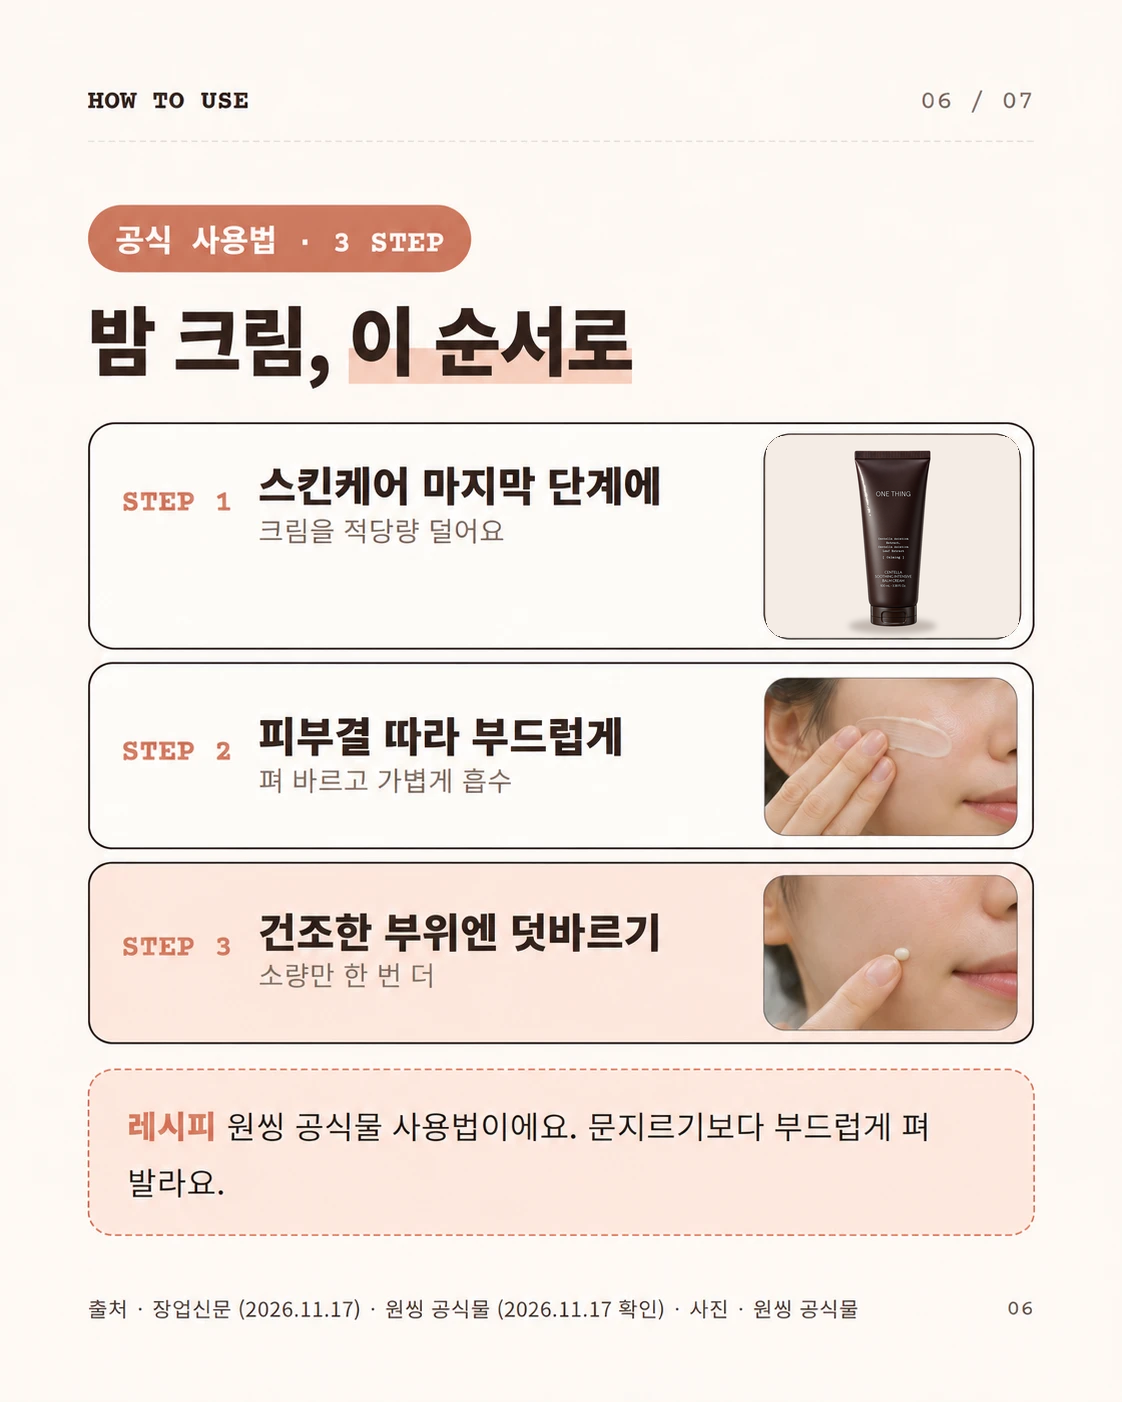 HOW TO USE
06 / 07
공식 사용법 · 3 STEP
밤 크림, 이 순서로
STEP 1
스킨케어 마지막 단계에
크림을 적당량 덜어요
ONE THING
CENTELLA
SOOTHING INTENSIVE
BALM CREAM
STEP 2
피부결 따라 부드럽게
펴 바르고 가볍게 흡수
STEP 3
건조한 부위엔 덧바르기
소량만 한 번 더
레시피 원씽 공식몰 사용법이에요. 문지르기보다 부드럽게 펴
발라요.
출처 · 장업신문 (2026.11.17) · 원씽 공식몰 (2026.11.17 확인) · 사진 · 원씽 공식몰
06